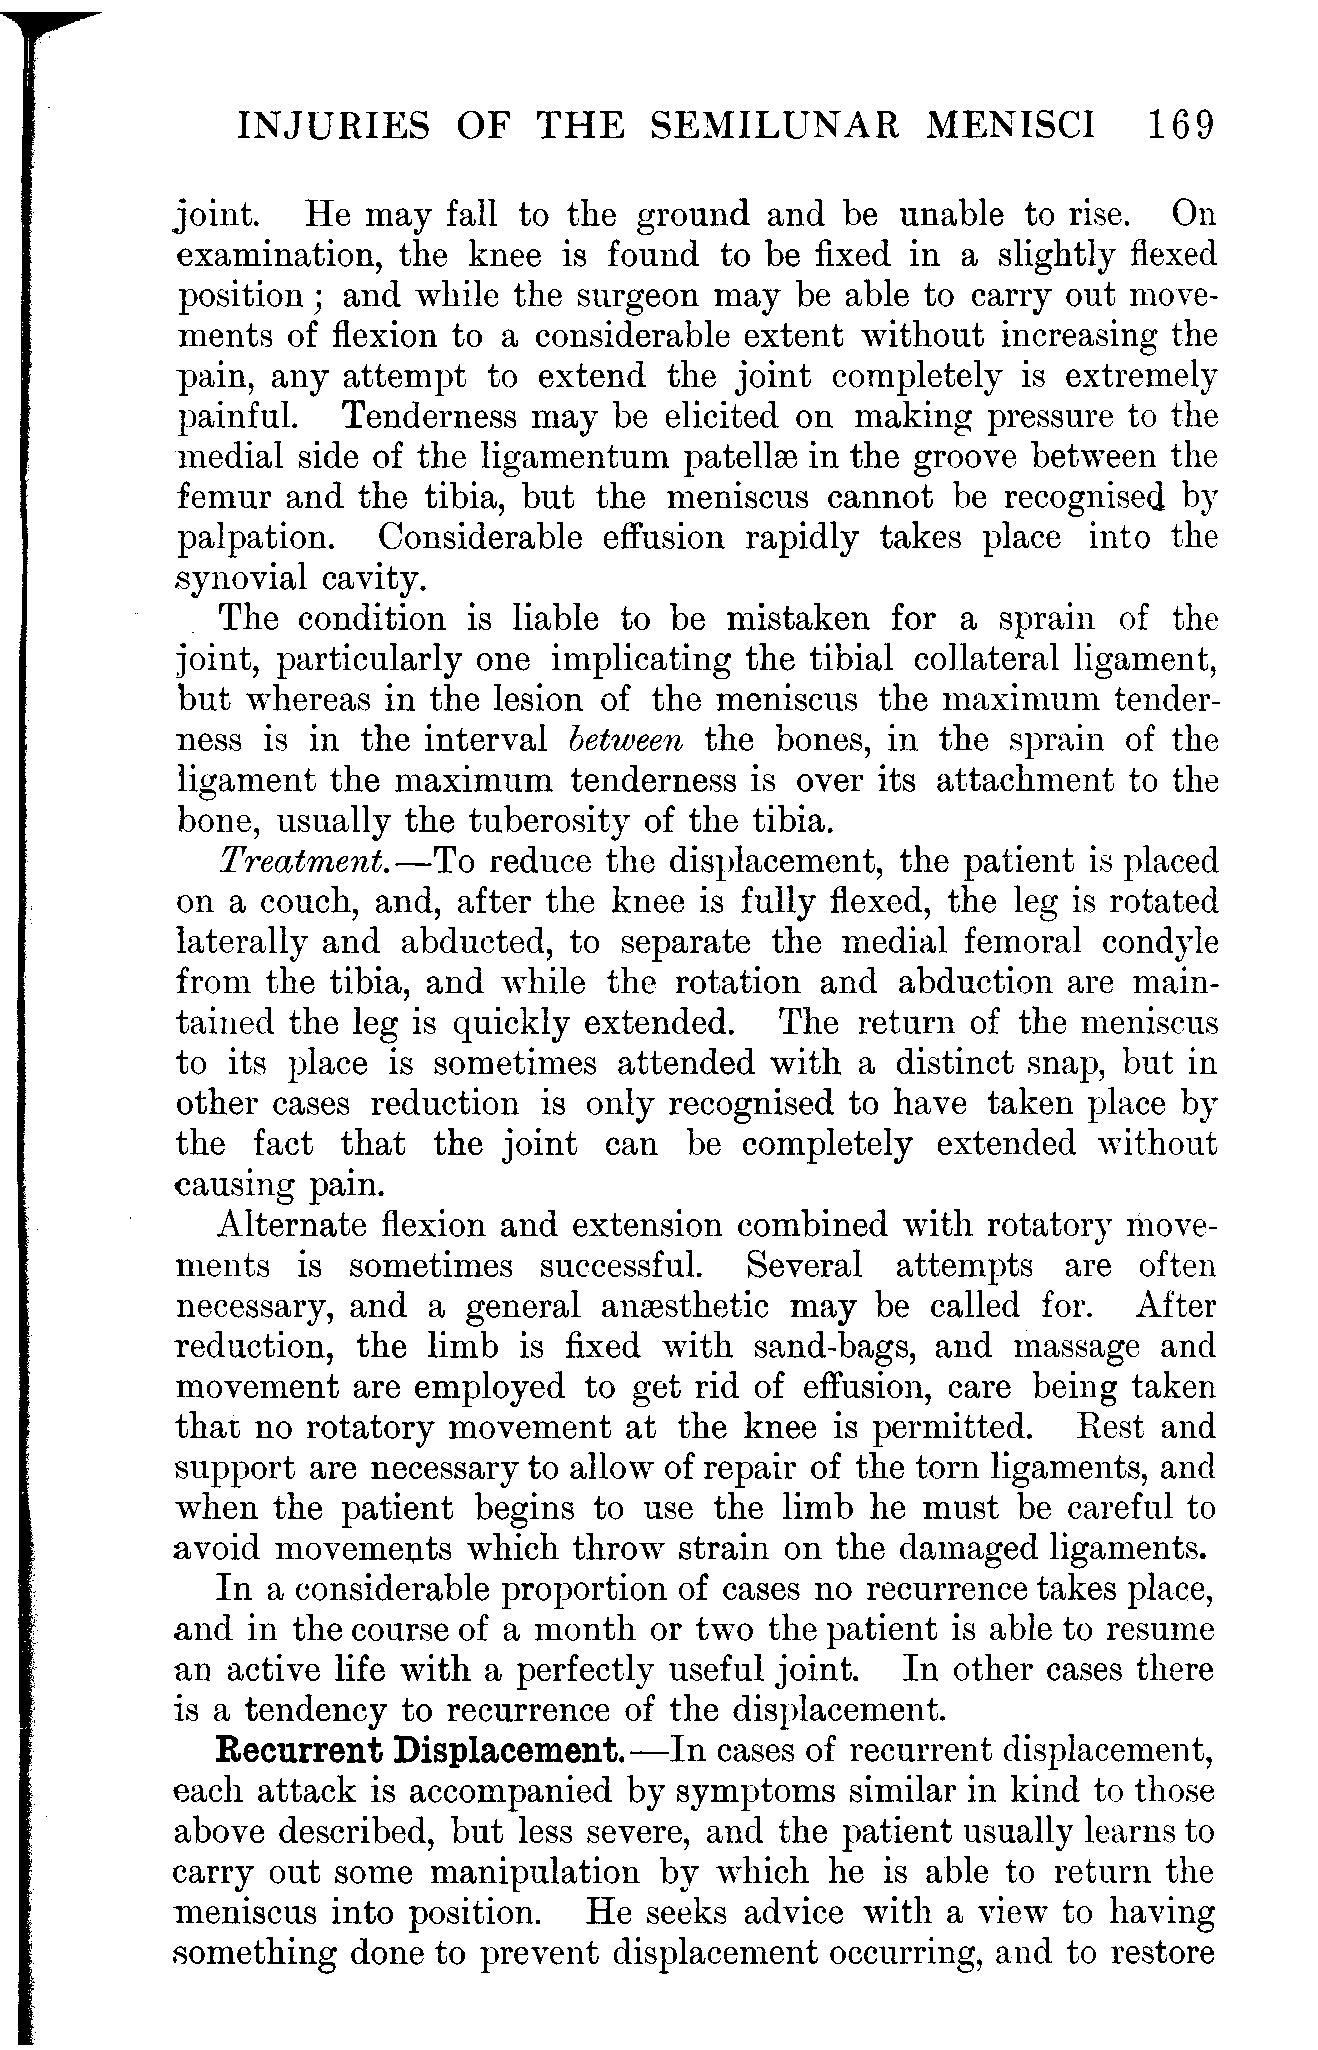 INJURIES OF THE SEMILUNAR MENISCI 169
joint. He may fall to the ground and be unable to rise. On
examination, the knee is found to be fixed in a slightly flexed
position ; and while the surgeon may be able to carry out move-
ments of flexion to a considerable extent without increasing the
pain, any attempt to extend the joint completely is extremely
painful. Tenderness may be elicited on making pressure to the
medial side of the ligamentum patellæ in the groove between the
femur and the tibia, but the meniscus cannot be recognised by
palpation. Considerable effusion rapidly takes place into the
synovial cavity.
The condition is liable to be mistaken for a sprain of the
joint, particularly one implicating the tibial collateral ligament,
but whereas in the lesion of the meniscus the maximum tender-
ness is in the interval between the bones, in the sprain of the
ligament the maximum tenderness is over its attachment to the
bone, usually the tuberosity of the tibia.
Treatment.—To reduce the displacement, the patient is placed
on a couch, and, after the knee is fully flexed, the leg is rotated
laterally and abducted, to separate the medial femoral condyle
from the tibia, and while the rotation and abduction are main-
tained the leg is quickly extended. The return of the meniscus
to its place is sometimes attended with a distinct snap, but in
other cases reduction is only recognised to have taken place by
the fact that the joint can be completely extended without
causing pain.
Alternate flexion and extension combined with rotatory move-
ments is sometimes successful. Several attempts are often
necessary, and a general anæsthetic may be called for. After
reduction, the limb is fixed with sand-bags, and massage and
movement are employed to get rid of effusion, care being taken
that no rotatory movement at the knee is permitted. Rest and
support are necessary to allow of repair of the torn ligaments, and
when the patient begins to use the limb he must be careful to
avoid movements which throw strain on the damaged ligaments.
In a considerable proportion of cases no recurrence takes place,
and in the course of a month or two the patient is able to resume
an active life with a perfectly useful joint. In other cases there
is a tendency to recurrence of the displacement.
Recurrent Displacement.—In cases of recurrent displacement,
each attack is accompanied by symptoms similar in kind to those
above described, but less severe, and the patient usually learns to
carry out some manipulation by which he is able to return the
meniscus into position. He seeks advice with a view to having
something done to prevent displacement occurring, and to restore